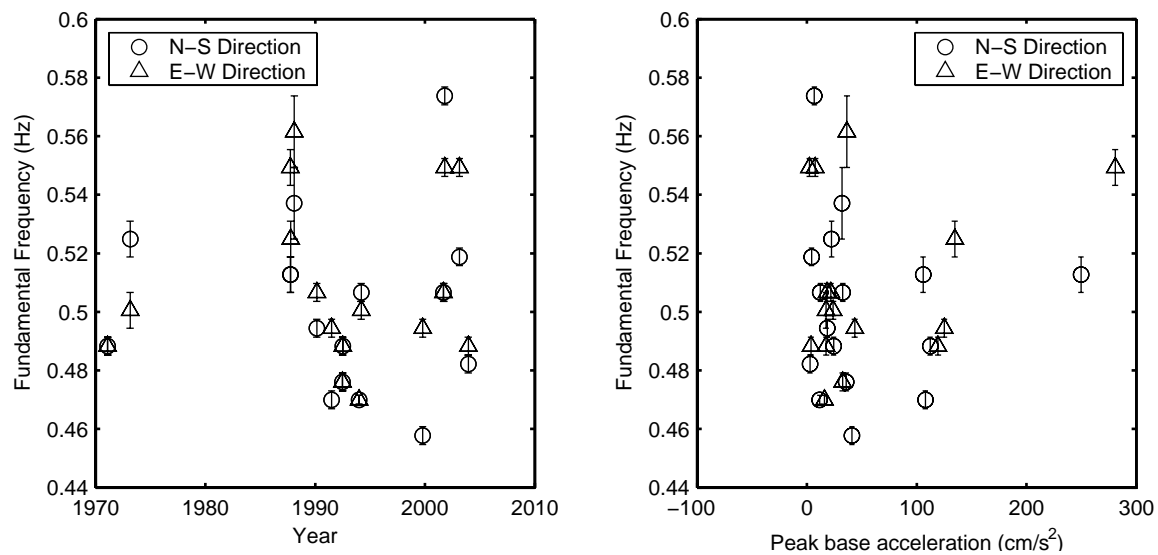 0.6
0.58
0.56
0.54
0.52
0.5
0.48
0.46
0.44
Fundamental Frequency (Hz)
N−S Direction
E−W Direction
1970 1980 1990 2000 2010
Year
0.6
0.58
0.56
0.54
0.52
0.5
0.48
0.46
0.44
Fundamental Frequency (Hz)
N−S Direction
E−W Direction
−100 0 100 200 300
Peak base acceleration (cm/s²)